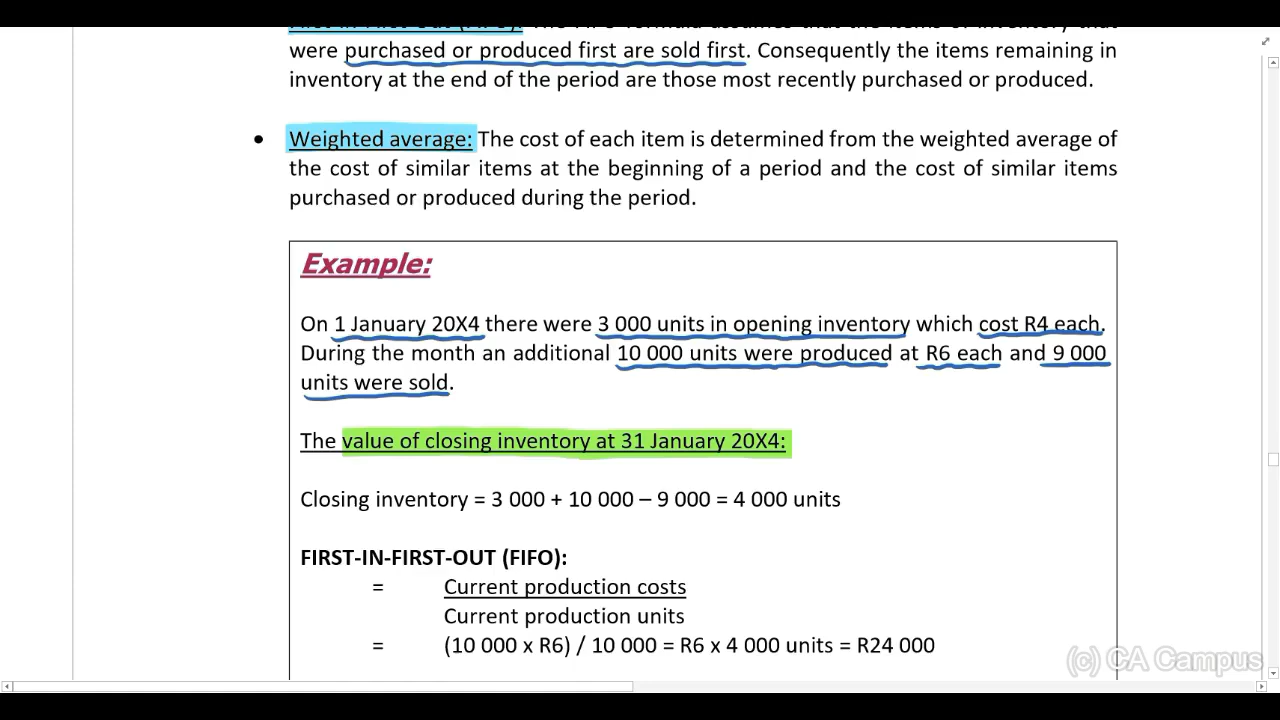 were purchased or produced first are sold first. Consequently the items remaining in
inventory at the end of the period are those most recently purchased or produced.
• Weighted average: The cost of each item is determined from the weighted average of
the cost of similar items at the beginning of a period and the cost of similar items
purchased or produced during the period.
Example:
On 1 January 20X4 there were 3 000 units in opening inventory which cost R4 each.
During the month an additional 10 000 units were produced at R6 each and 9 000
units were sold.
The value of closing inventory at 31 January 20X4:
Closing inventory = 3 000 + 10 000 – 9 000 = 4 000 units
FIRST-IN-FIRST-OUT (FIFO):
= Current production costs
Current production units
= (10 000 x R6) / 10 000 = R6 x 4 000 units = R24 000
(c) CA Campus